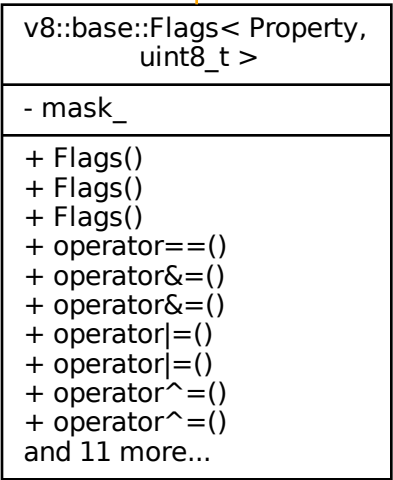 v8::base::Flags< Property,
uint8_t >
- mask_
+ Flags()
+ Flags()
+ Flags()
+ operator==()
+ operator&=()
+ operator&=()
+ operator|=()
+ operator|=()
+ operator^=()
+ operator^=()
and 11 more...